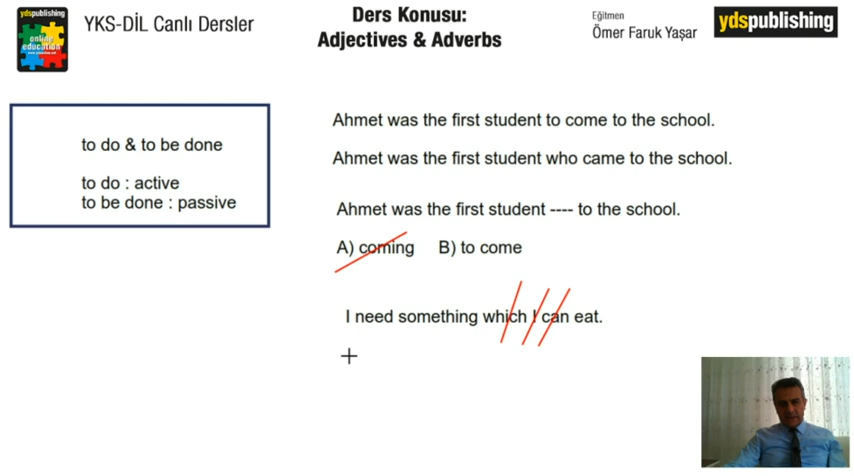 ydspublishing
online
education
YKS-DİL Canlı Dersler
Ders Konusu:
Adjectives & Adverbs
Eğitmen
Ömer Faruk Yaşar
ydspublishing
to do & to be done
to do : active
to be done : passive
Ahmet was the first student to come to the school.
Ahmet was the first student who came to the school.
Ahmet was the first student ---- to the school.
A) coming B) to come
I need something which I can eat.